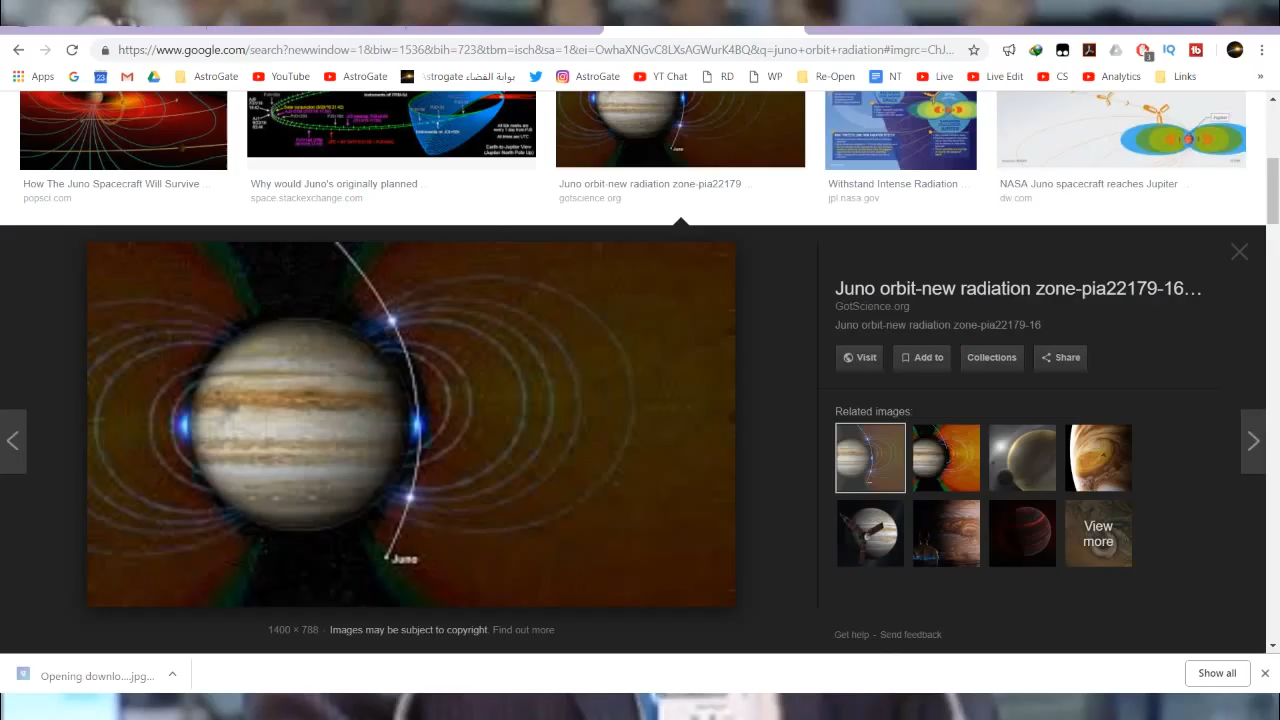 https://www.google.com/search?newwindow=1&biw=1536&bih=723&tbm=isch&sa=1&ei=OwhaXNGvC8LXsAGWurK4BQ&q=juno+orbit+radiation#imgrc=ChJ...
Apps AstroGate YouTube AstroGate بوابة الفضاء Astrogate AstroGate YT Chat RD WP Re-Open NT Live Live Edit CS Analytics Links »
How The Juno Spacecraft Will Survive ...
popsci.com
Why would Juno's originally planned ...
space.stackexchange.com
Juno orbit-new radiation zone-pia22179 ...
gotscience.org
Withstand Intense Radiation ...
jpl.nasa.gov
NASA Juno spacecraft reaches Jupiter ...
dw.com
Juno
Juno orbit-new radiation zone-pia22179-16...
GotScience.org
Juno orbit-new radiation zone-pia22179-16
Visit Add to Collections Share
Related images:
View more
1400 × 788 · Images may be subject to copyright. Find out more
Get help - Send feedback
Opening downlo....jpg...
Show all